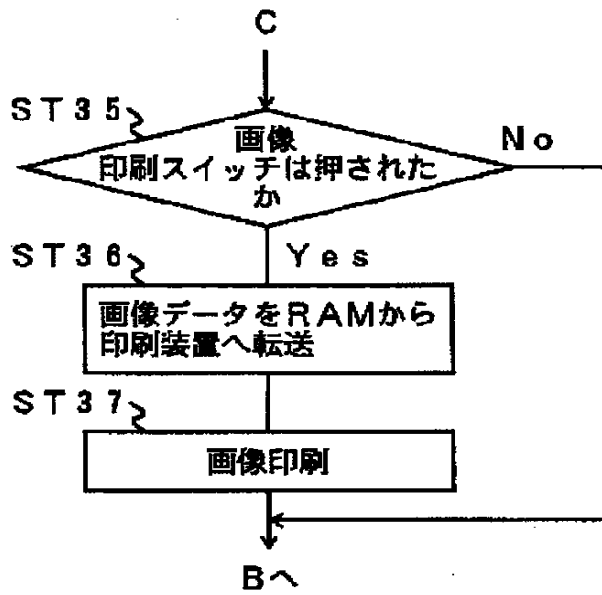 C
ST35
画像
印刷スイッチは押された
か
No
Yes
ST36
画像データをRAMから
印刷装置へ転送
ST37
画像印刷
Bへ